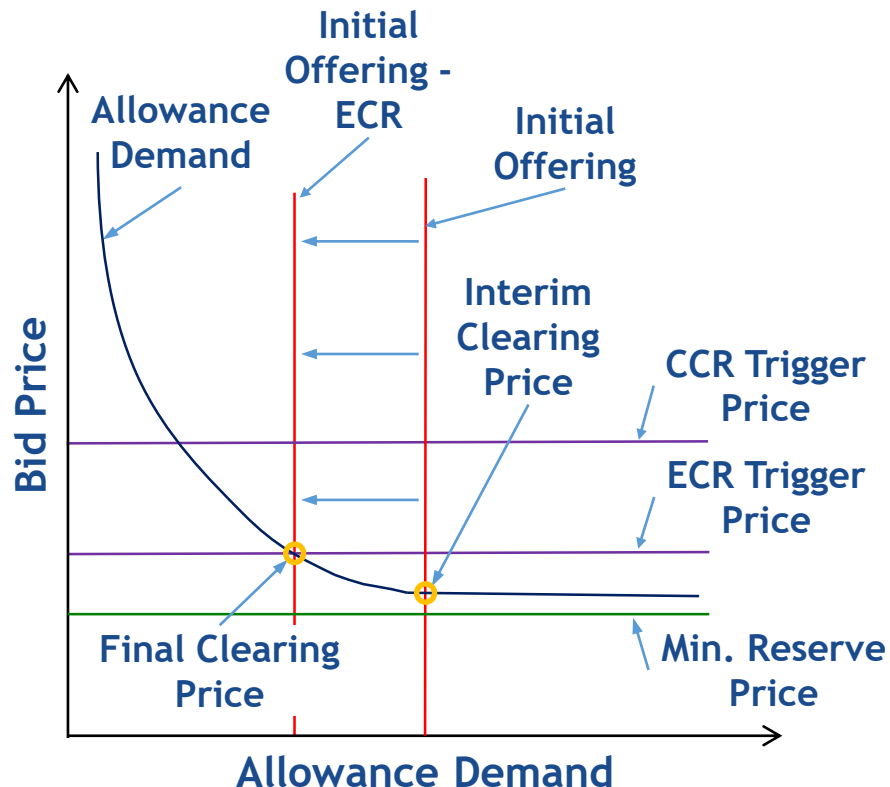 Initial
Offering -
ECR
Allowance
Demand
Initial
Offering
Interim
Clearing
Price
CCR Trigger
Price
ECR Trigger
Price
Bid Price
Final Clearing
Price
Min. Reserve
Price
Allowance Demand